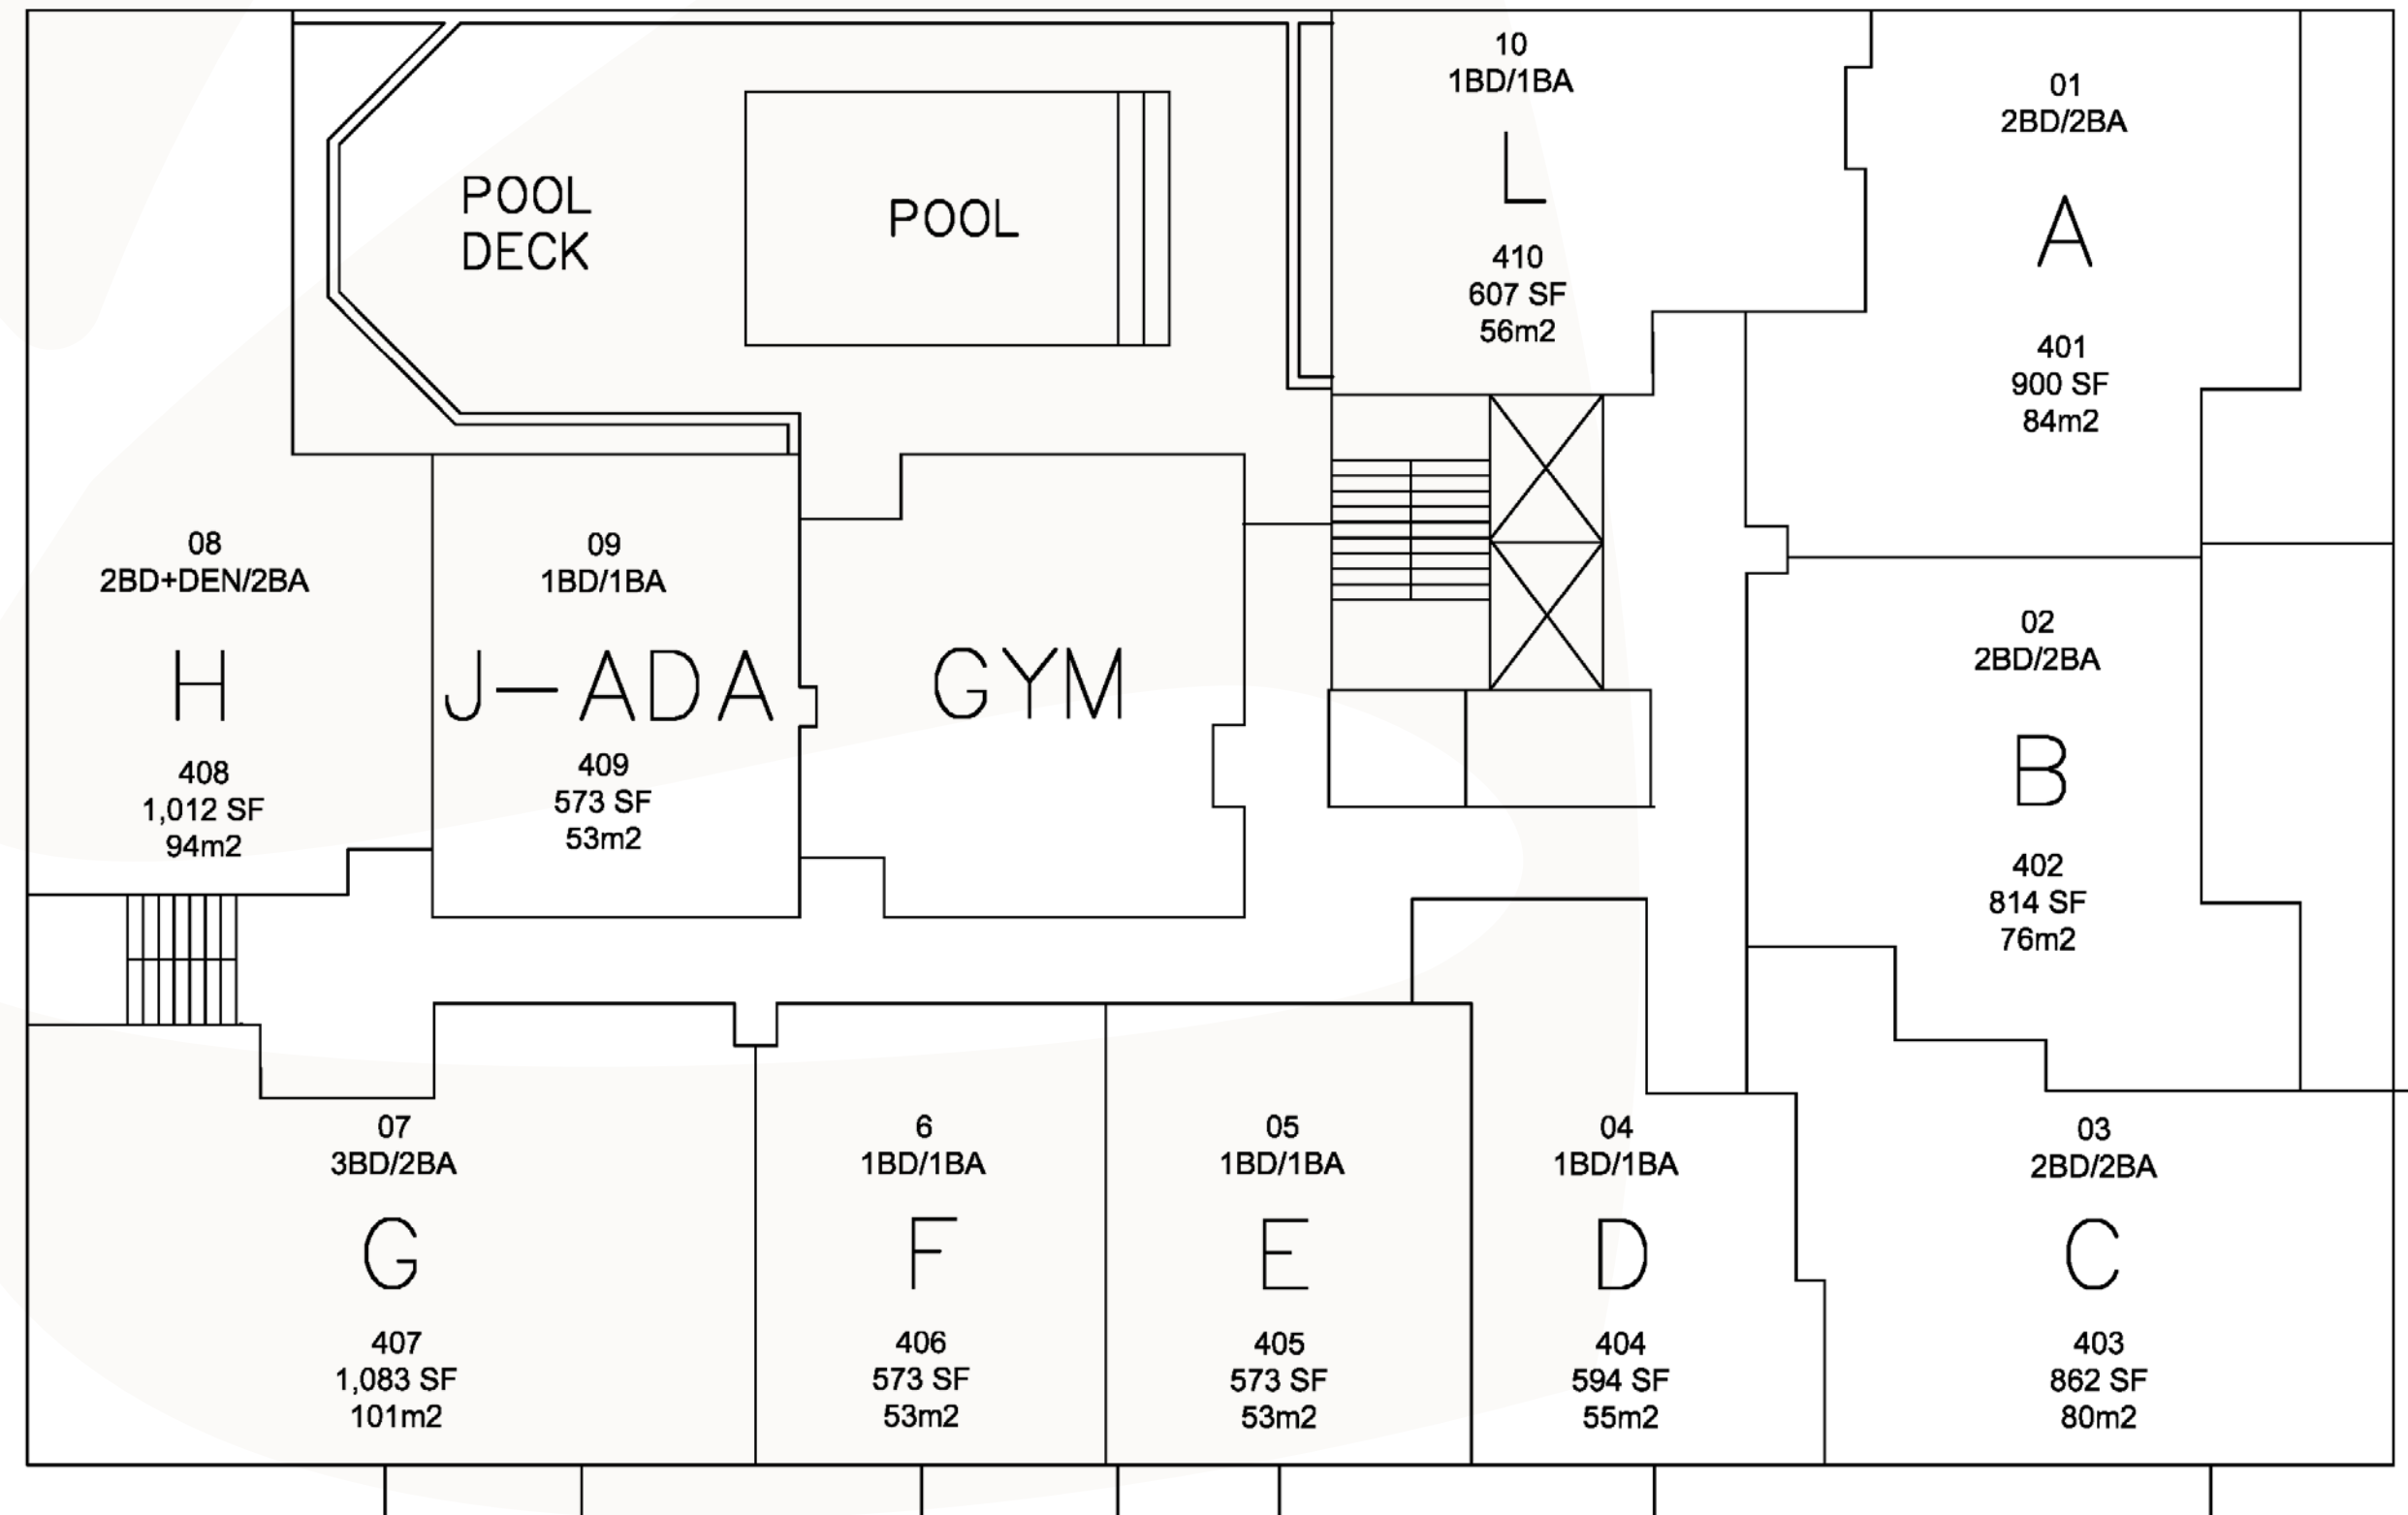 POOL
DECK
POOL
10
1BD/1BA
L
410
607 SF
56m2
01
2BD/2BA
A
401
900 SF
84m2
08
2BD+DEN/2BA
H
408
1,012 SF
94m2
09
1BD/1BA
J-ADA
409
573 SF
53m2
GYM
02
2BD/2BA
B
402
814 SF
76m2
07
3BD/2BA
G
407
1,083 SF
101m2
6
1BD/1BA
F
406
573 SF
53m2
05
1BD/1BA
E
405
573 SF
53m2
04
1BD/1BA
D
404
594 SF
55m2
03
2BD/2BA
C
403
862 SF
80m2